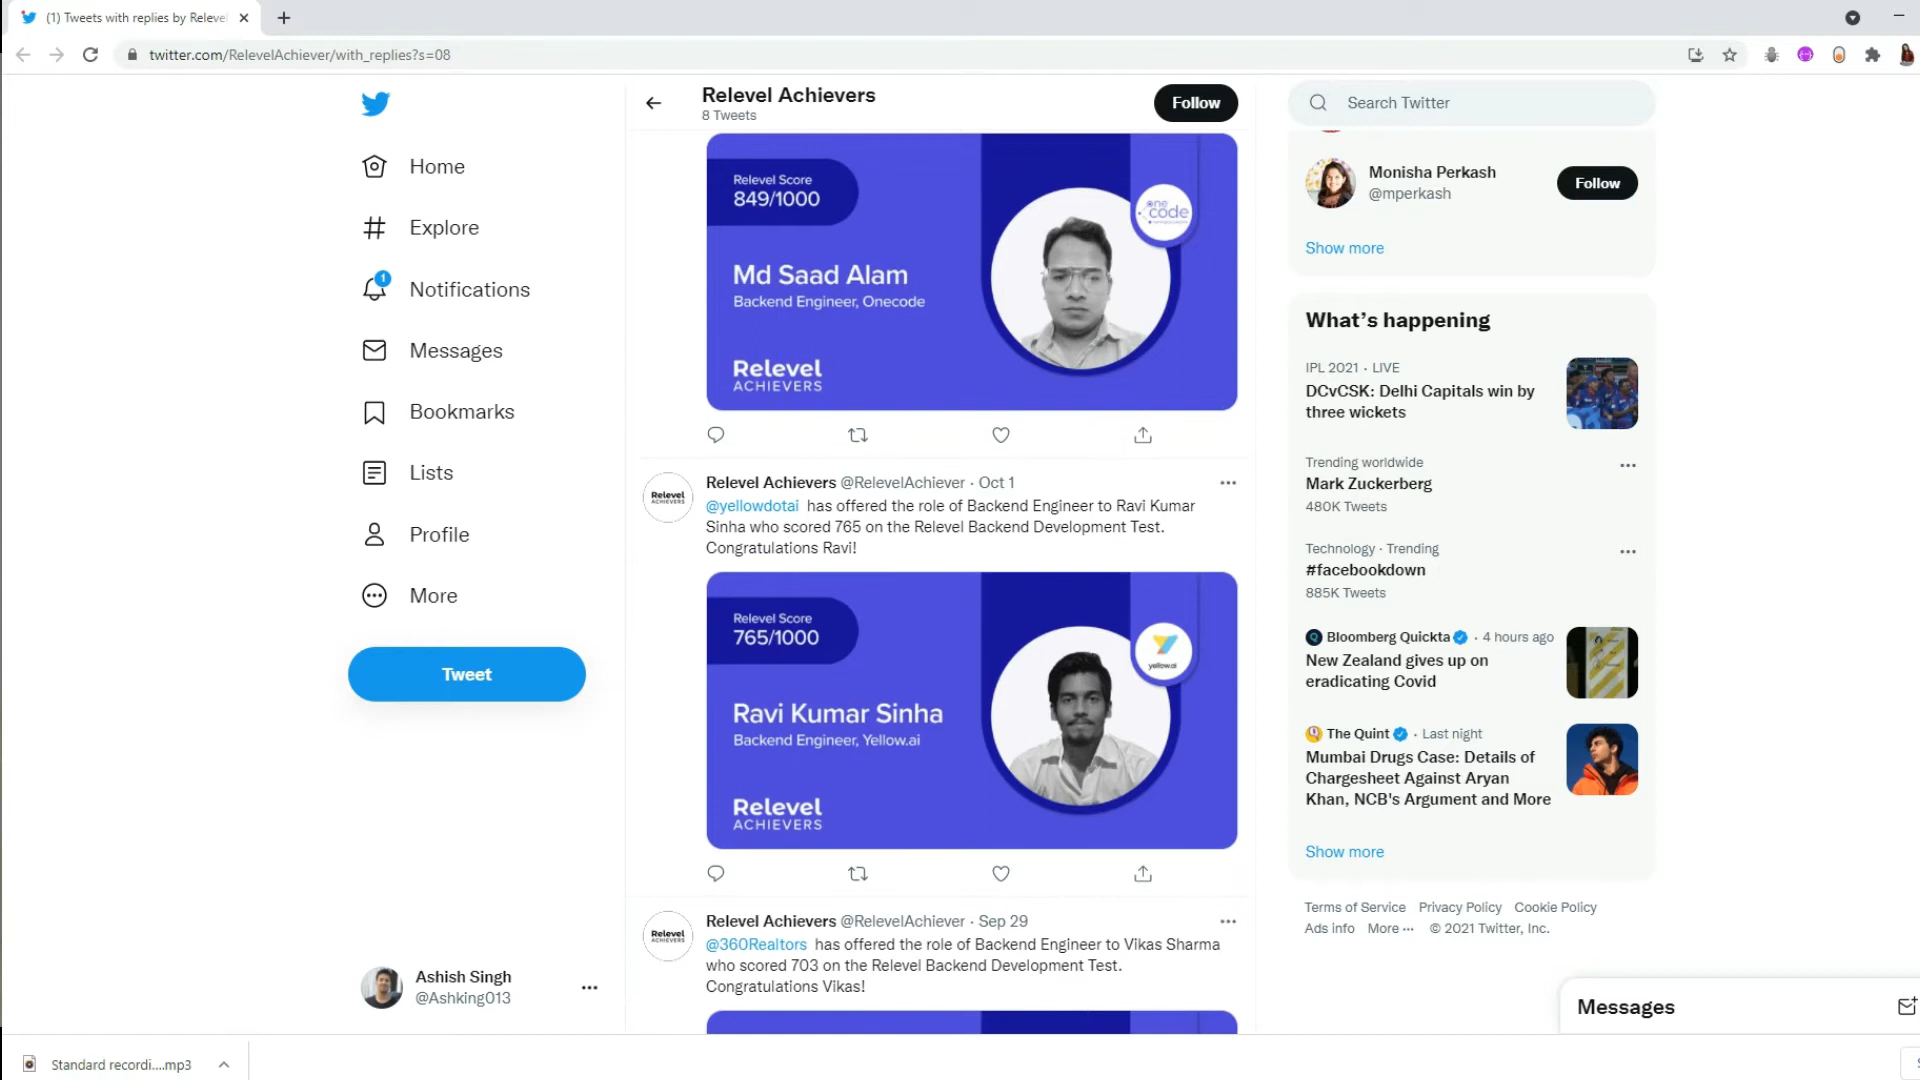 (1) Tweets with replies by Releve
twitter.com/RelevelAchiever/with_replies?s=08
Home
Explore
1
Notifications
Messages
Bookmarks
Lists
Profile
More
Tweet
Ashish Singh
@Ashking013
Relevel Achievers
8 Tweets
Follow
Relevel Score
849/1000
one
code
Md Saad Alam
Backend Engineer, Onecode
Relevel
ACHIEVERS
Relevel
ACHIEVERS
Relevel Achievers @RelevelAchiever · Oct 1
@yellowdotai has offered the role of Backend Engineer to Ravi Kumar
Sinha who scored 765 on the Relevel Backend Development Test.
Congratulations Ravi!
Relevel Score
765/1000
yellow.ai
Ravi Kumar Sinha
Backend Engineer, Yellow.ai
Relevel
ACHIEVERS
Relevel
ACHIEVERS
Relevel Achievers @RelevelAchiever · Sep 29
@360Realtors has offered the role of Backend Engineer to Vikas Sharma
who scored 703 on the Relevel Backend Development Test.
Congratulations Vikas!
Search Twitter
Monisha Perkash
@mperkash
Follow
Show more
What's happening
IPL 2021 · LIVE
DCvCSK: Delhi Capitals win by
three wickets
Trending worldwide
Mark Zuckerberg
480K Tweets
Technology · Trending
#facebookdown
885K Tweets
Bloomberg Quickta · 4 hours ago
New Zealand gives up on
eradicating Covid
The Quint · Last night
Mumbai Drugs Case: Details of
Chargesheet Against Aryan
Khan, NCB's Argument and More
Show more
Terms of Service Privacy Policy Cookie Policy
Ads info More ··· © 2021 Twitter, Inc.
Messages
Standard recordi....mp3